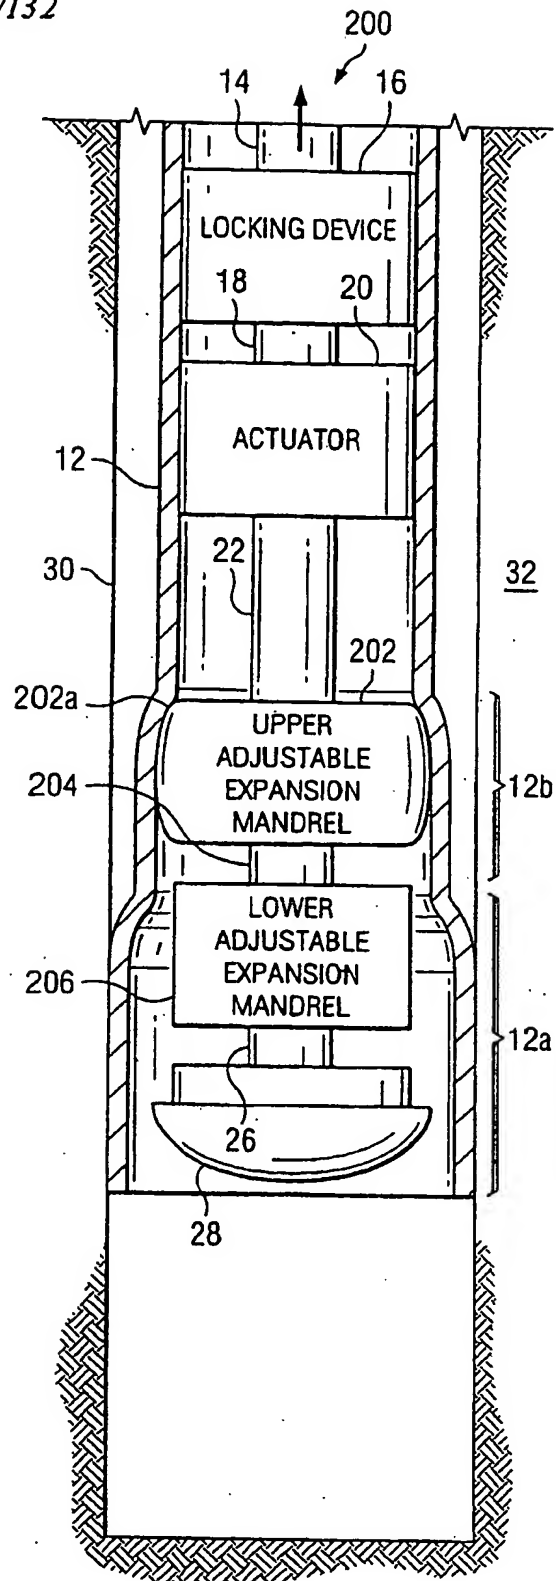 /132
200
14
16
LOCKING DEVICE
18
20
ACTUATOR
12
22
30
32
202a
202
UPPER
ADJUSTABLE
EXPANSION
MANDREL
12b
204
LOWER
ADJUSTABLE
EXPANSION
MANDREL
206
12a
26
28